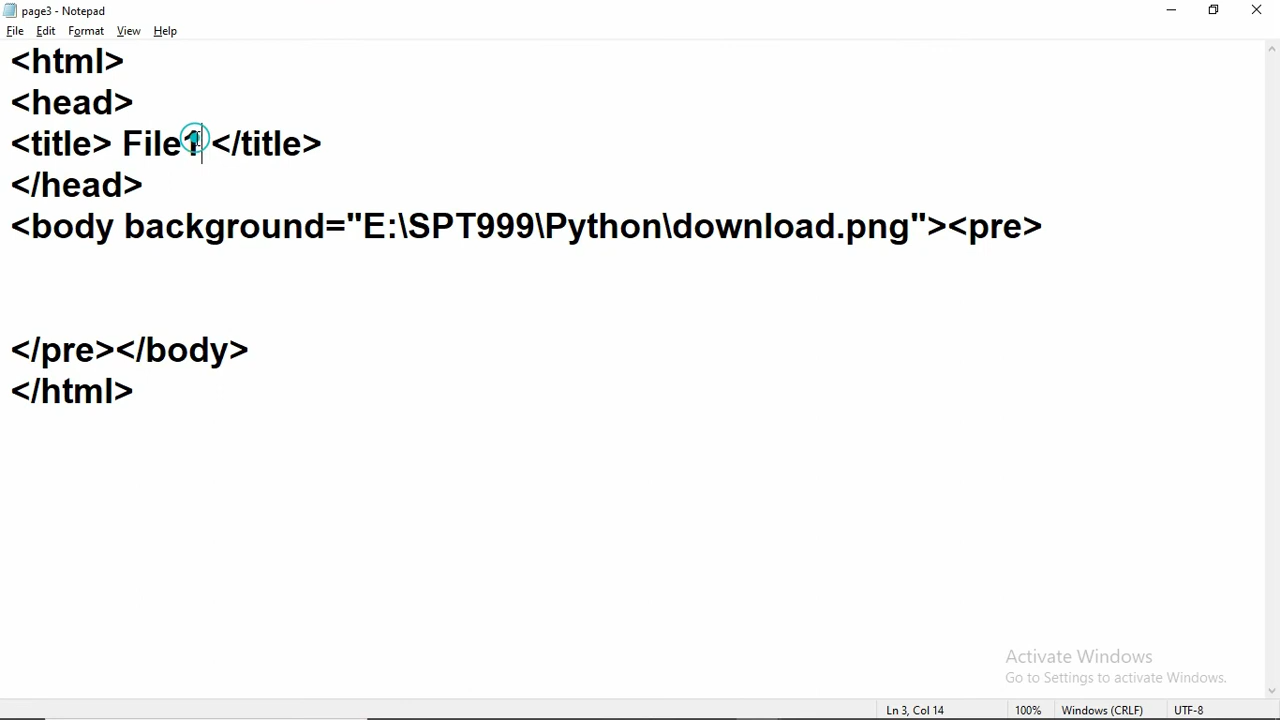 page3 - Notepad
File Edit Format View Help
<html>
<head>
<title> File1 </title>
</head>
<body background="E:\SPT999\Python\download.png"><pre>
</pre></body>
</html>
Activate Windows
Go to Settings to activate Windows.
Ln 3, Col 14 100% Windows (CRLF) UTF-8